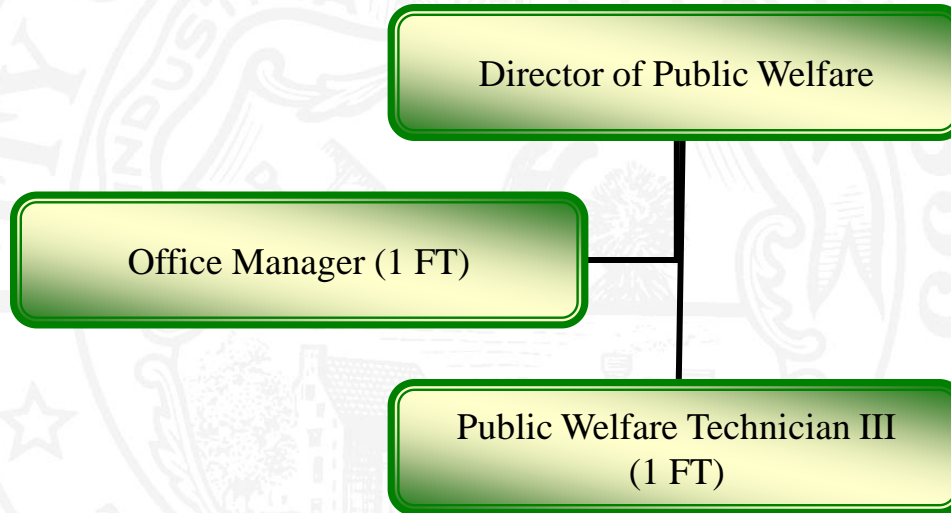 Director of Public Welfare
Office Manager (1 FT)
Public Welfare Technician III
(1 FT)